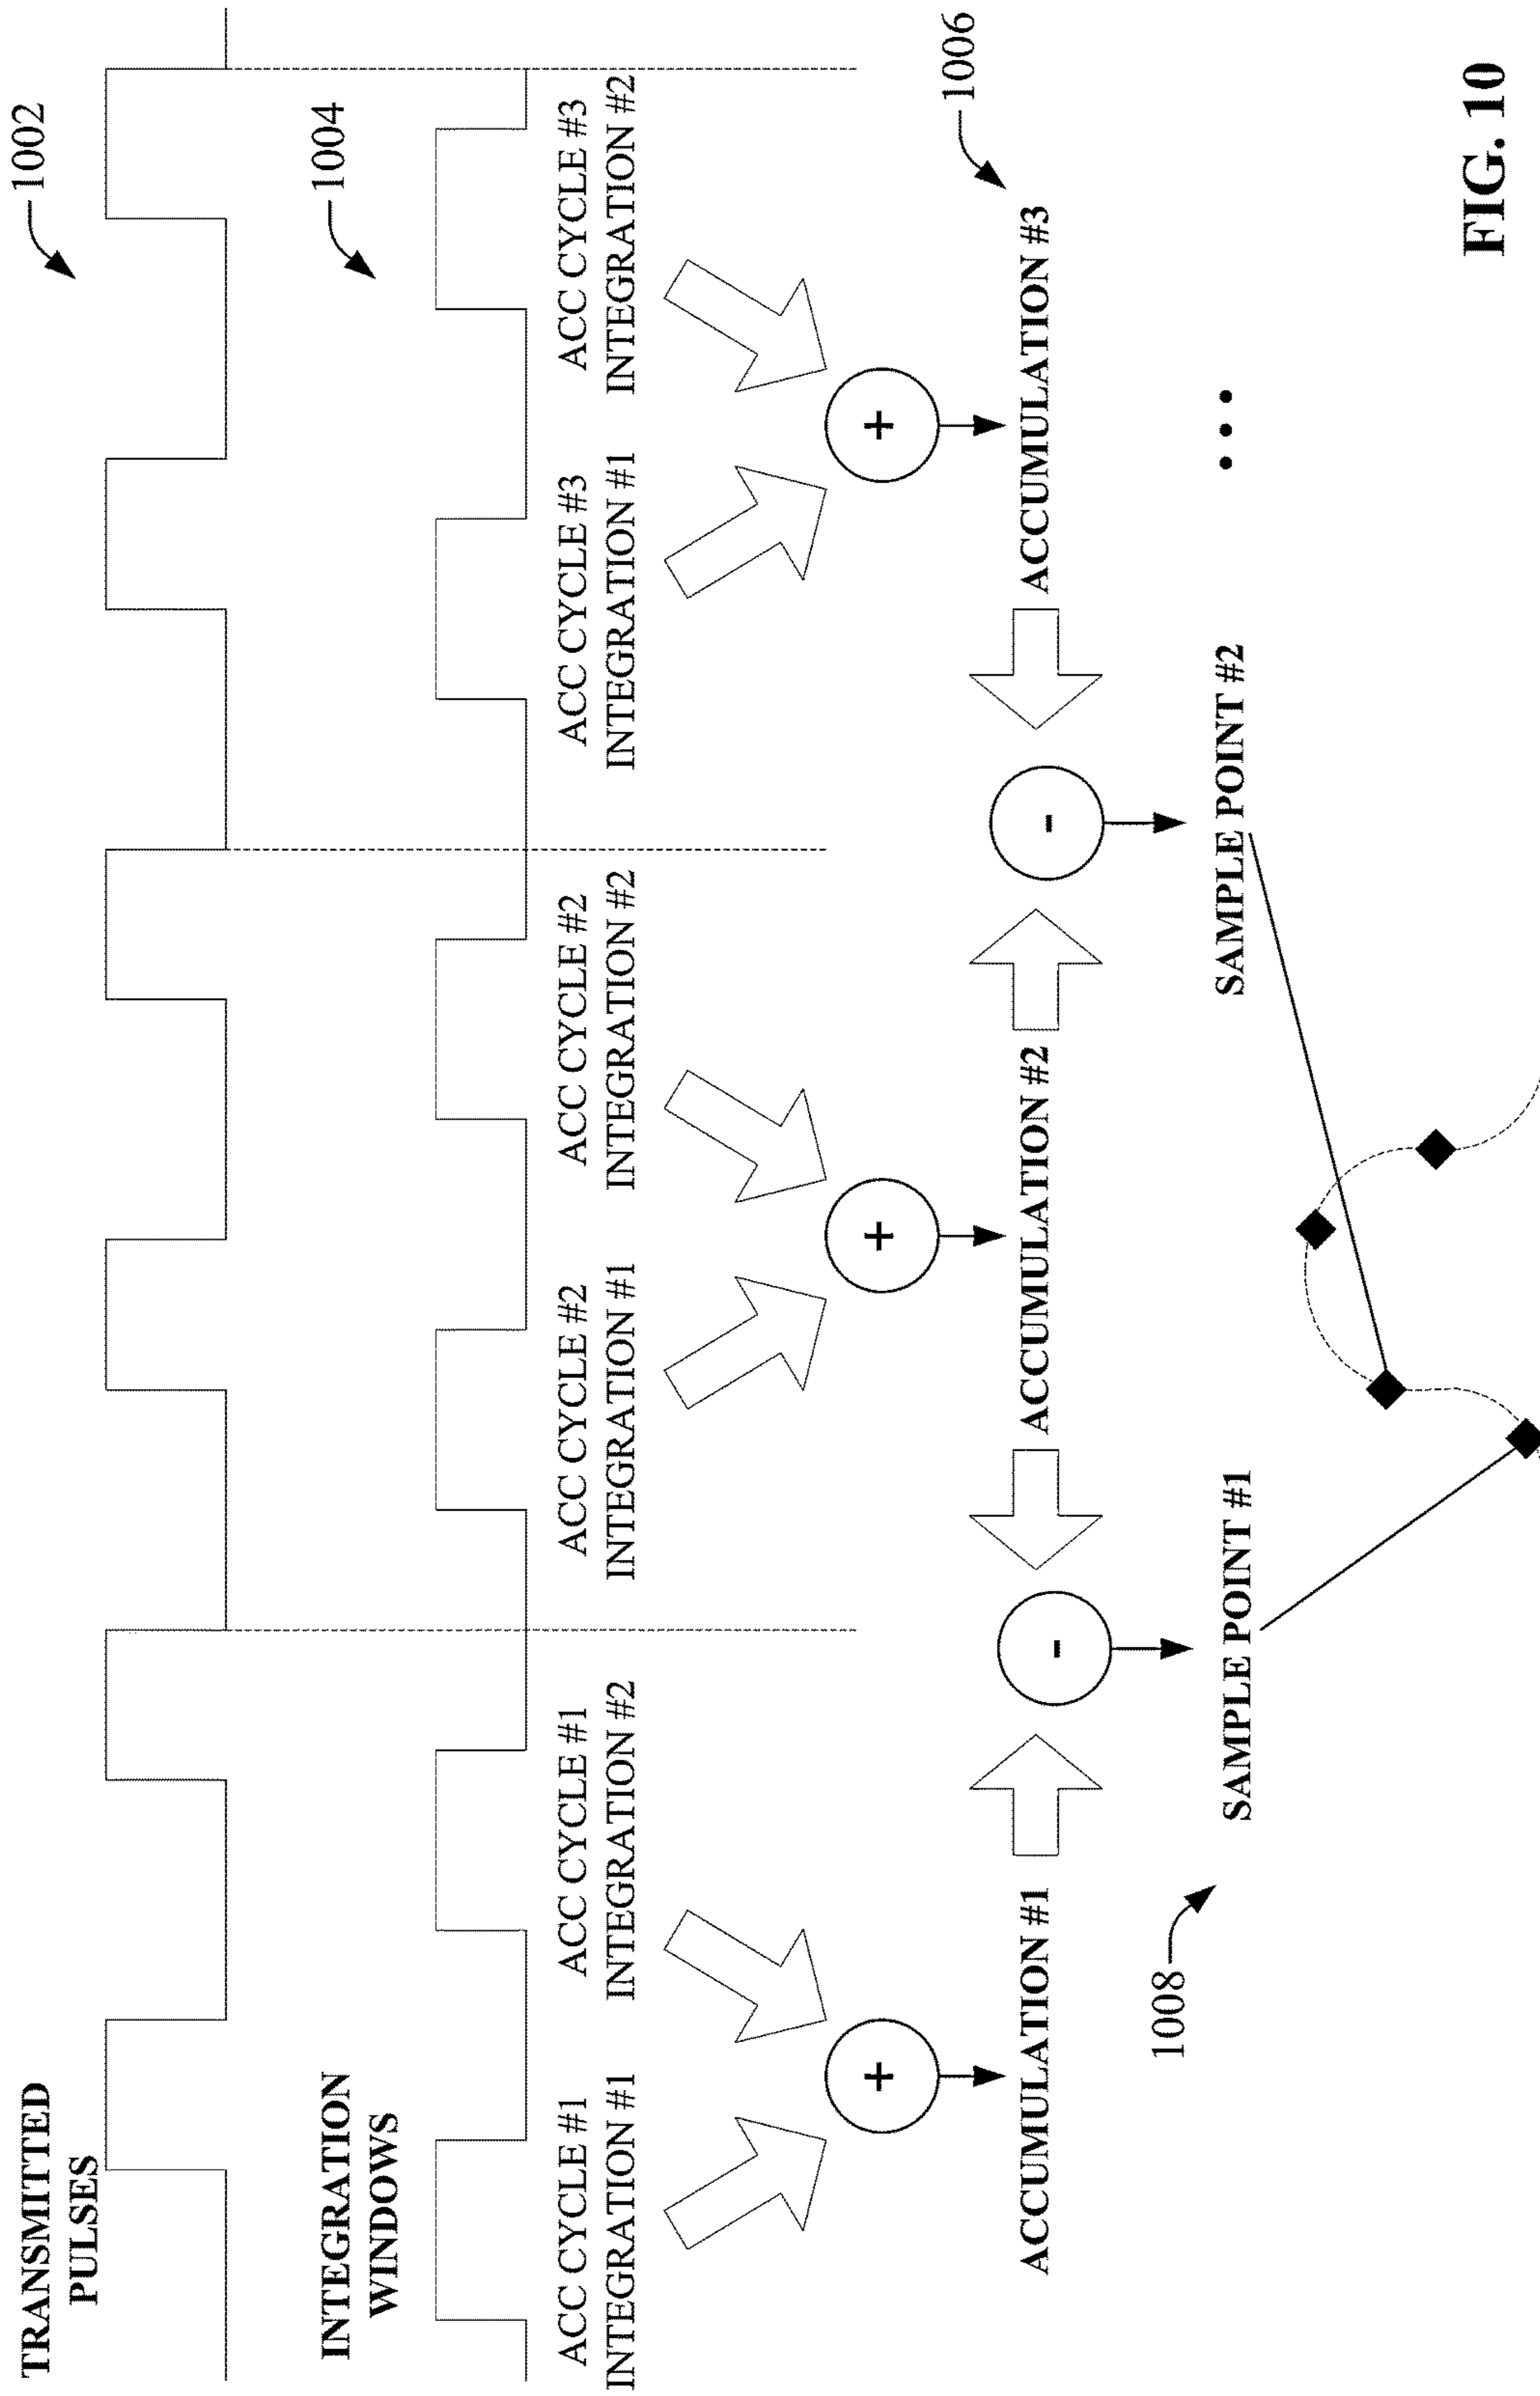 TRANSMITTED
PULSES
1002
INTEGRATION
WINDOWS
1004
ACC CYCLE #1
INTEGRATION #1
ACC CYCLE #1
INTEGRATION #2
ACC CYCLE #2
INTEGRATION #1
ACC CYCLE #2
INTEGRATION #2
ACC CYCLE #3
INTEGRATION #1
ACC CYCLE #3
INTEGRATION #2
+
+
+
1006
ACCUMULATION #1
-
ACCUMULATION #2
-
ACCUMULATION #3
1008
SAMPLE POINT #1
SAMPLE POINT #2
• • •
FIG. 10